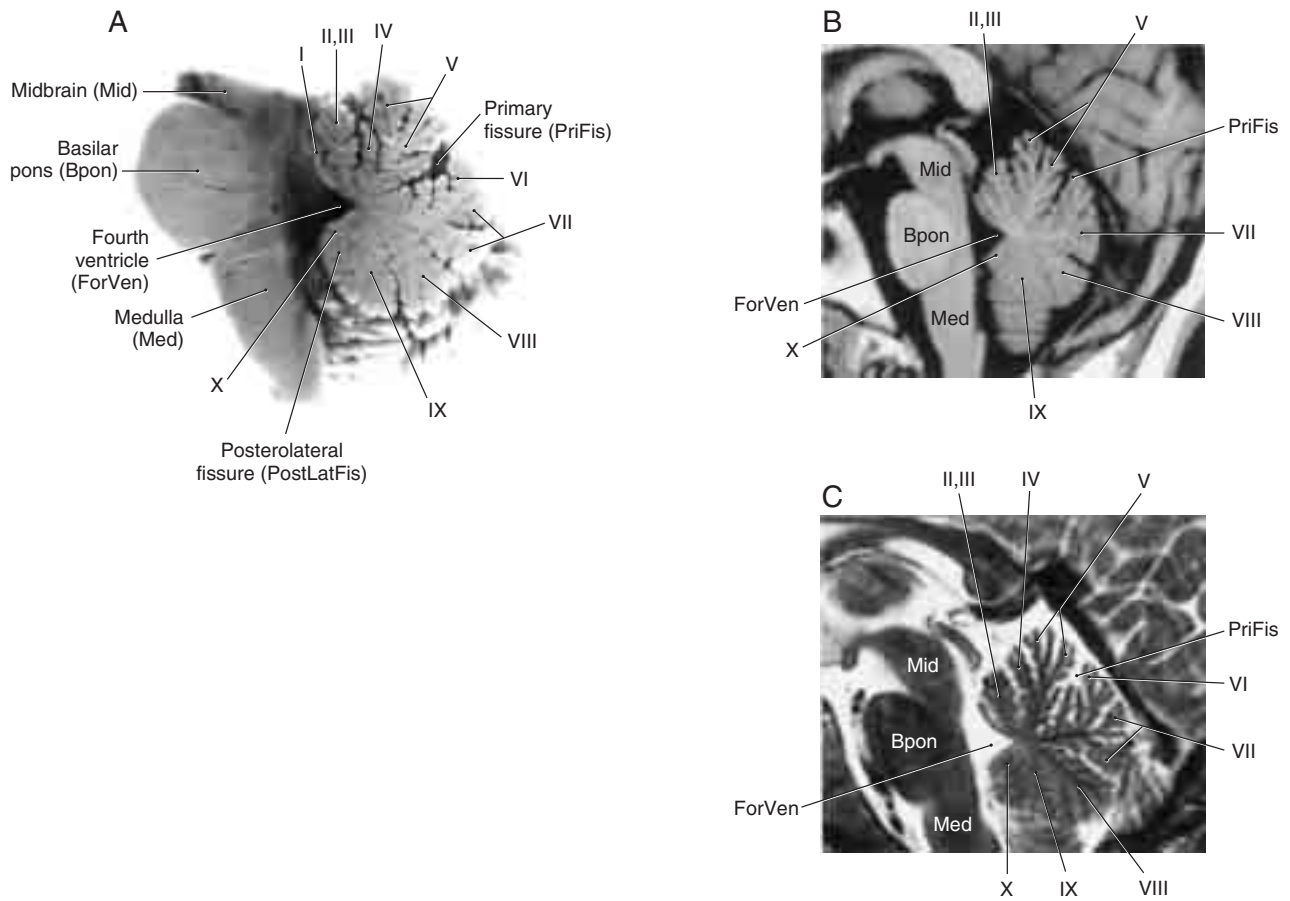 A
I
II,III
IV
V
Midbrain (Mid)
Primary
fissure (PriFis)
Basilar
pons (Bpon)
VI
VII
Fourth
ventricle
(ForVen)
Medulla
(Med)
VIII
X
IX
Posterolateral
fissure (PostLatFis)
B
II,III
V
PriFis
Mid
Bpon
VII
ForVen
Med
VIII
X
IX
C
II,III
IV
V
PriFis
Mid
VI
Bpon
VII
ForVen
Med
X
IX
VIII